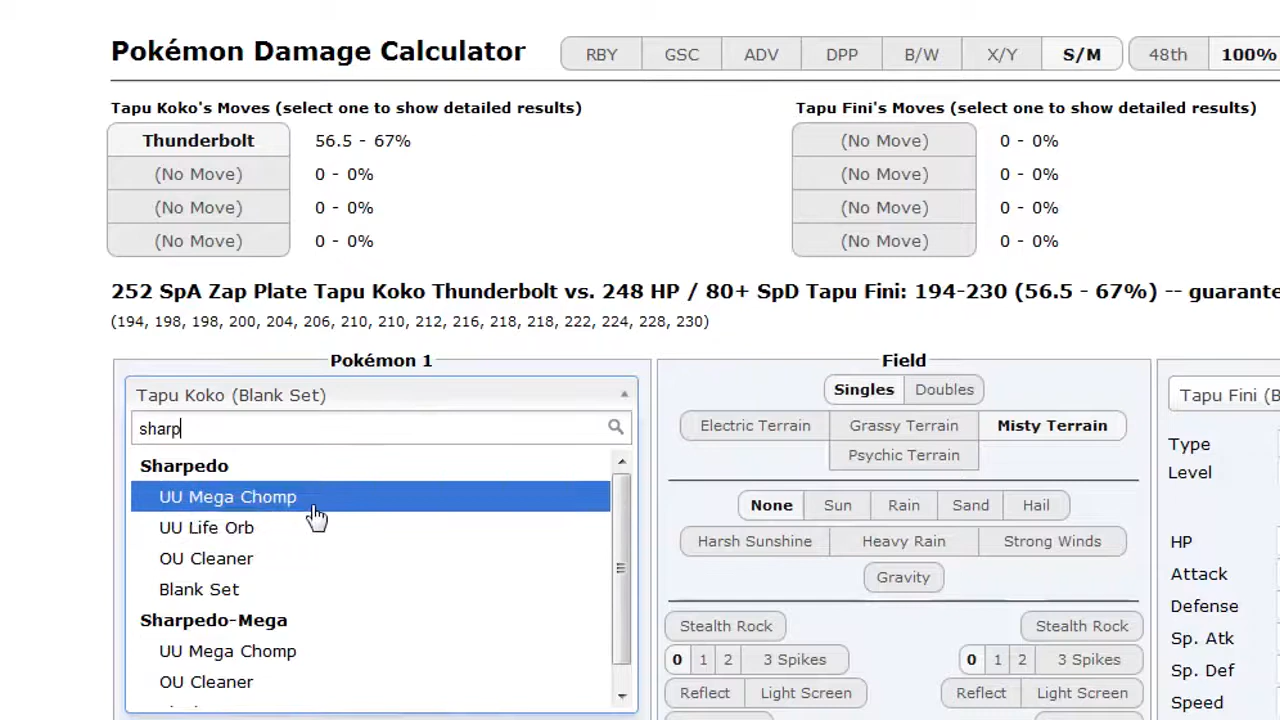 Pokémon Damage Calculator RBY GSC ADV DPP B/W X/Y S/M 48th 100%
Tapu Koko's Moves (select one to show detailed results) Tapu Fini's Moves (select one to show detailed results)
Thunderbolt 56.5 - 67% (No Move) 0 - 0%
(No Move) 0 - 0% (No Move) 0 - 0%
(No Move) 0 - 0% (No Move) 0 - 0%
(No Move) 0 - 0% (No Move) 0 - 0%
252 SpA Zap Plate Tapu Koko Thunderbolt vs. 248 HP / 80+ SpD Tapu Fini: 194-230 (56.5 - 67%) -- guarante
(194, 198, 198, 200, 204, 206, 210, 210, 212, 216, 218, 218, 222, 224, 228, 230)
Pokémon 1
Tapu Koko (Blank Set)
sharp
Sharpedo
UU Mega Chomp
UU Life Orb
OU Cleaner
Blank Set
Sharpedo-Mega
UU Mega Chomp
OU Cleaner
Field
Singles Doubles
Electric Terrain Grassy Terrain Misty Terrain
Psychic Terrain
None Sun Rain Sand Hail
Harsh Sunshine Heavy Rain Strong Winds
Gravity
Stealth Rock Stealth Rock
0 1 2 3 Spikes 0 1 2 3 Spikes
Reflect Light Screen Reflect Light Screen
Tapu Fini (B
Type
Level
HP
Attack
Defense
Sp. Atk
Sp. Def
Speed